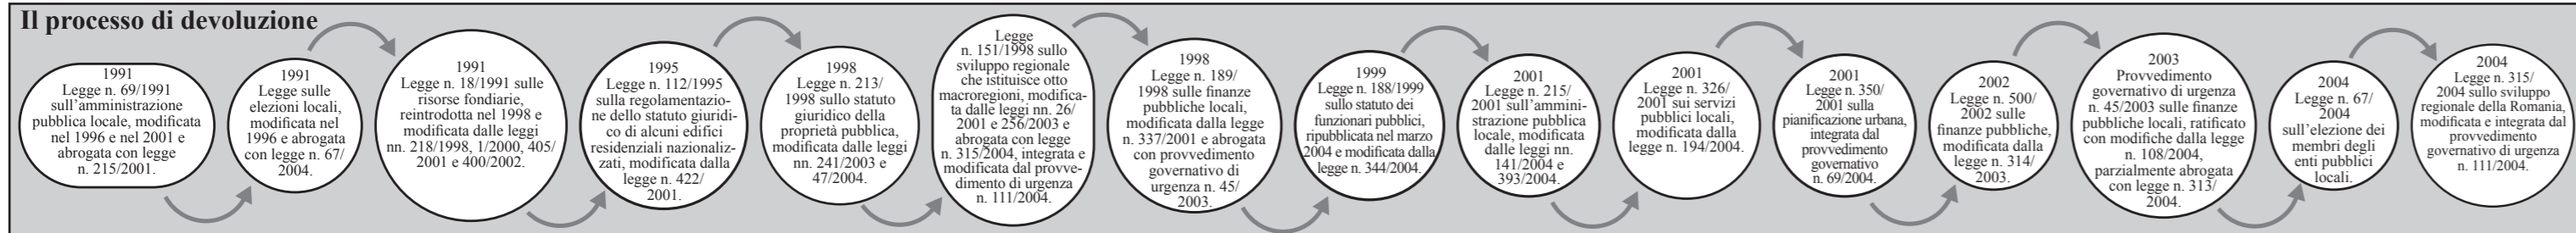 Il processo di devoluzione
1991
Legge n. 69/1991
sull’amministrazione
pubblica locale, modificata
nel 1996 e nel 2001 e
abrogata con legge
n. 215/2001.
1991
Legge sulle
elezioni locali,
modificata nel
1996 e abrogata
con legge n. 67/
2004.
1991
Legge n. 18/1991 sulle
risorse fondiarie,
reintrodotta nel 1998 e
modificata dalle leggi
nn. 218/1998, 1/2000, 405/
2001 e 400/2002.
1995
Legge n. 112/1995
sulla regolamentazio-
ne dello statuto giuridi-
co di alcuni edifici
residenziali nazionaliz-
zati, modificata dalla
legge n. 422/
2001.
1998
Legge n. 213/
1998 sullo statuto
giuridico della
proprietà pubblica,
modificata dalle leggi
nn. 241/2003 e
47/2004.
Legge
n. 151/1998 sullo
sviluppo regionale
che istituisce otto
macroregioni, modifica-
ta dalle leggi nn. 26/
2001 e 256/2003 e
abrogata con legge
n. 315/2004, integrata e
modificata dal provve-
dimento di urgenza
n. 111/2004.
1998
Legge n. 189/
1998 sulle finanze
pubbliche locali,
modificata dalla legge
n. 337/2001 e abrogata
con provvedimento
governativo di
urgenza n. 45/
2003.
1999
Legge n. 188/1999
sullo statuto dei
funzionari pubblici,
ripubblicata nel marzo
2004 e modificata dalla
legge n. 344/2004.
2001
Legge n. 215/
2001 sull’ammini-
strazione pubblica
locale, modificata
dalle leggi nn.
141/2004 e
393/2004.
2001
Legge n. 326/
2001 sui servizi
pubblici locali,
modificata dalla
legge n. 194/2004.
2001
Legge n. 350/
2001 sulla
pianificazione urbana,
integrata dal
provvedimento
governativo
n. 69/2004.
2002
Legge n. 500/
2002 sulle
finanze pubbliche,
modificata dalla
legge n. 314/
2003.
2003
Provvedimento
governativo di urgenza
n. 45/2003 sulle finanze
pubbliche locali, ratificato
con modifiche dalla legge
n. 108/2004,
parzialmente abrogata
con legge n. 313/
2004.
2004
Legge n. 67/
2004
sull’elezione dei
membri degli
enti pubblici
locali.
2004
Legge n. 315/
2004 sullo sviluppo
regionale della Romania,
modificata e integrata dal
provvedimento
governativo di urgenza
n. 111/2004.